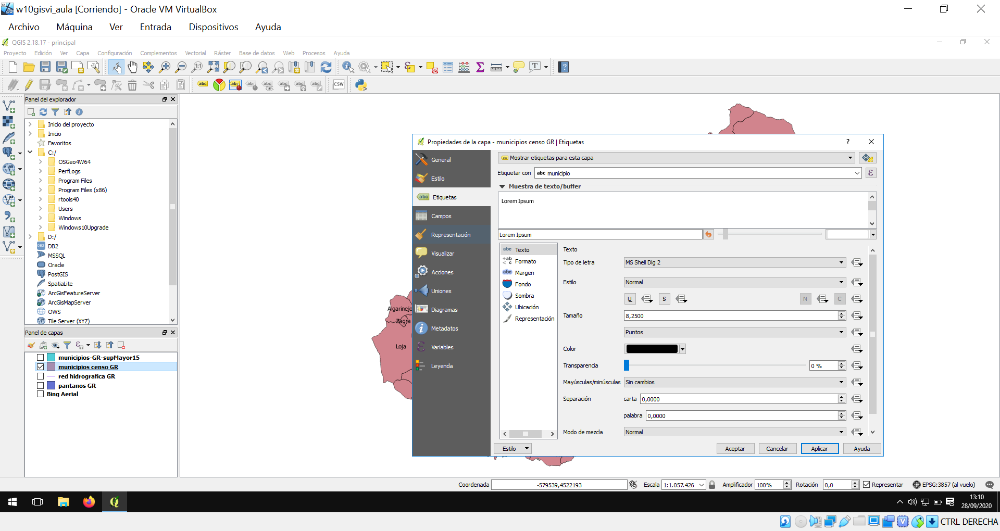 w10gisvi_aula [Corriendo] - Oracle VM VirtualBox
Archivo Máquina Ver Entrada Dispositivos Ayuda
QGIS 2.18.17 - principal
Proyecto Edición Ver Capa Configuración Complementos Vectorial Ráster Base de datos Web Procesos Ayuda
Panel del explorador
Inicio del proyecto
Inicio
Favoritos
C:/
OSGeo4W64
PerfLogs
Program Files
Program Files (x86)
rtools40
Users
Windows
Windows10Upgrade
D:/
DB2
MSSQL
Oracle
PostGIS
SpatiaLite
ArcGisFeatureServer
ArcGisMapServer
OWS
Tile Server (XYZ)
Panel de capas
municipios-GR-supMayor15
municipios censo GR
red hidrografica GR
pantanos GR
Bing Aerial
Algarinejo
Zagra
Loja
Propiedades de la capa - municipios censo GR | Etiquetas
General
Estilo
Etiquetas
Campos
Representación
Visualizar
Acciones
Uniones
Diagramas
Metadatos
Variables
Leyenda
Mostrar etiquetas para esta capa
Etiquetar con abc municipio
Muestra de texto/buffer
Lorem Ipsum
Lorem Ipsum
Texto
Formato
Margen
Fondo
Sombra
Ubicación
Representación
Texto
Tipo de letra MS Shell Dlg 2
Estilo Normal
U S N C
Tamaño 8,2500
Puntos
Color
Transparencia 0 %
Mayúsculas/minúsculas Sin cambios
Separación carta 0,0000
palabra 0,0000
Modo de mezcla Normal
Estilo Aceptar Cancelar Aplicar Ayuda
Coordenada -579539,4522193 Escala 1:1.057.426 Amplificador 100% Rotación 0,0 Representar EPSG:3857 (al vuelo)
13:10
28/09/2020
CTRL DERECHA